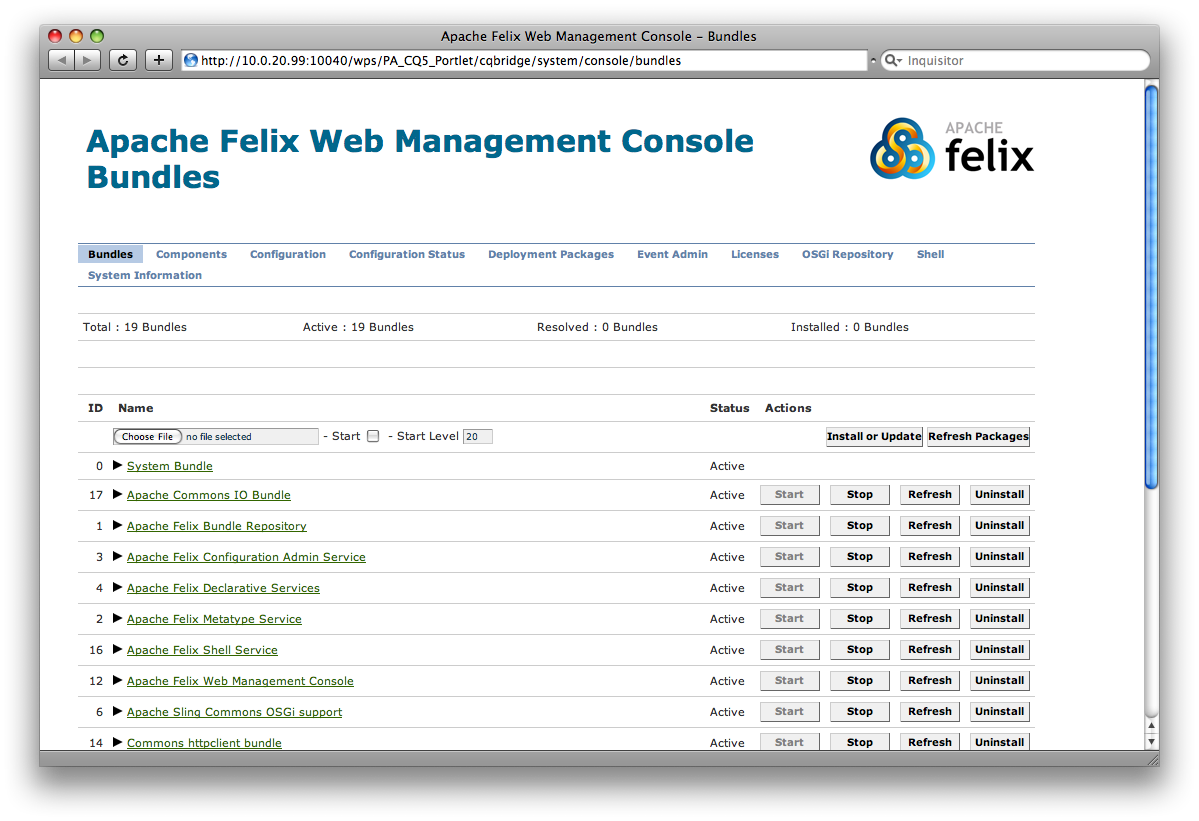 Apache Felix Web Management Console – Bundles
http://10.0.20.99:10040/wps/PA_CQ5_Portlet/cqbridge/system/console/bundles
Inquisitor
Apache Felix Web Management Console
Bundles
APACHE
felix
Bundles Components Configuration Configuration Status Deployment Packages Event Admin Licenses OSGi Repository Shell
System Information
Total : 19 Bundles Active : 19 Bundles Resolved : 0 Bundles Installed : 0 Bundles
ID Name Status Actions
Choose File no file selected - Start - Start Level 20 Install or Update Refresh Packages
0 System Bundle Active
17 Apache Commons IO Bundle Active Start Stop Refresh Uninstall
1 Apache Felix Bundle Repository Active Start Stop Refresh Uninstall
3 Apache Felix Configuration Admin Service Active Start Stop Refresh Uninstall
4 Apache Felix Declarative Services Active Start Stop Refresh Uninstall
2 Apache Felix Metatype Service Active Start Stop Refresh Uninstall
16 Apache Felix Shell Service Active Start Stop Refresh Uninstall
12 Apache Felix Web Management Console Active Start Stop Refresh Uninstall
6 Apache Sling Commons OSGi support Active Start Stop Refresh Uninstall
14 Commons httpclient bundle Active Start Stop Refresh Uninstall